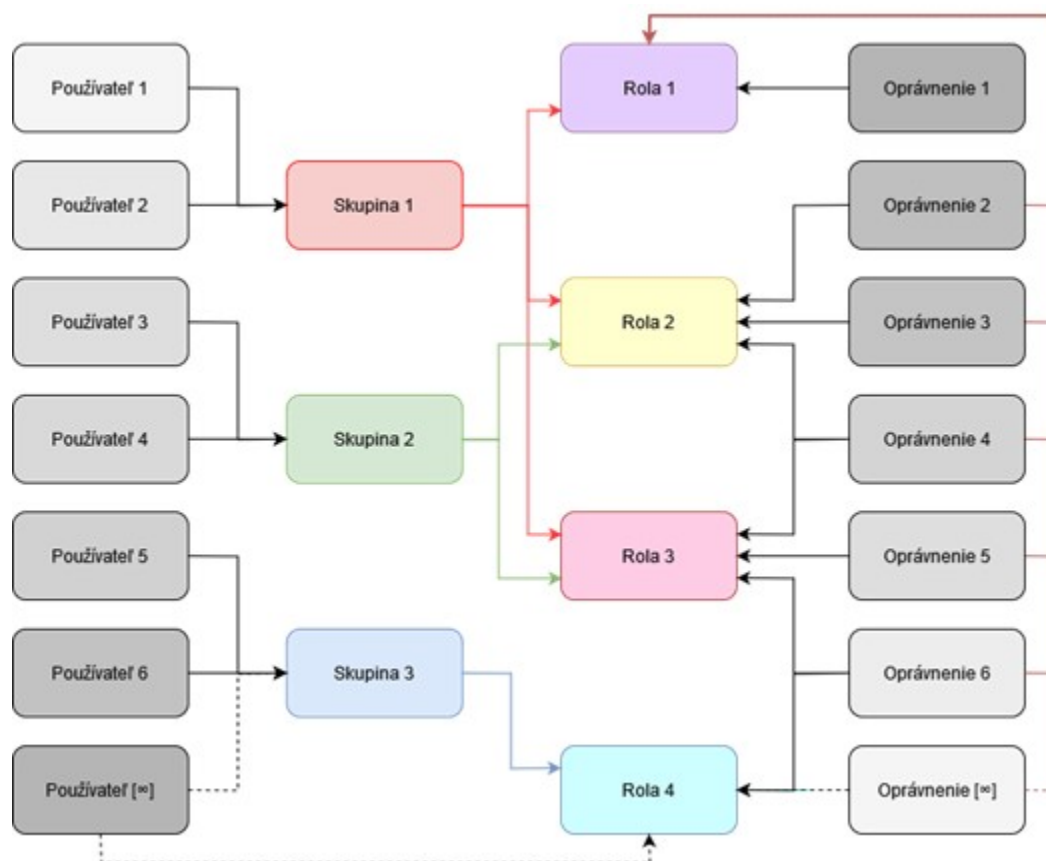 Používateľ 1
Rola 1
Oprávnenie 1
Používateľ 2
Skupina 1
Oprávnenie 2
Používateľ 3
Rola 2
Oprávnenie 3
Používateľ 4
Skupina 2
Oprávnenie 4
Používateľ 5
Rola 3
Oprávnenie 5
Používateľ 6
Skupina 3
Oprávnenie 6
Používateľ [∞]
Rola 4
Oprávnenie [∞]